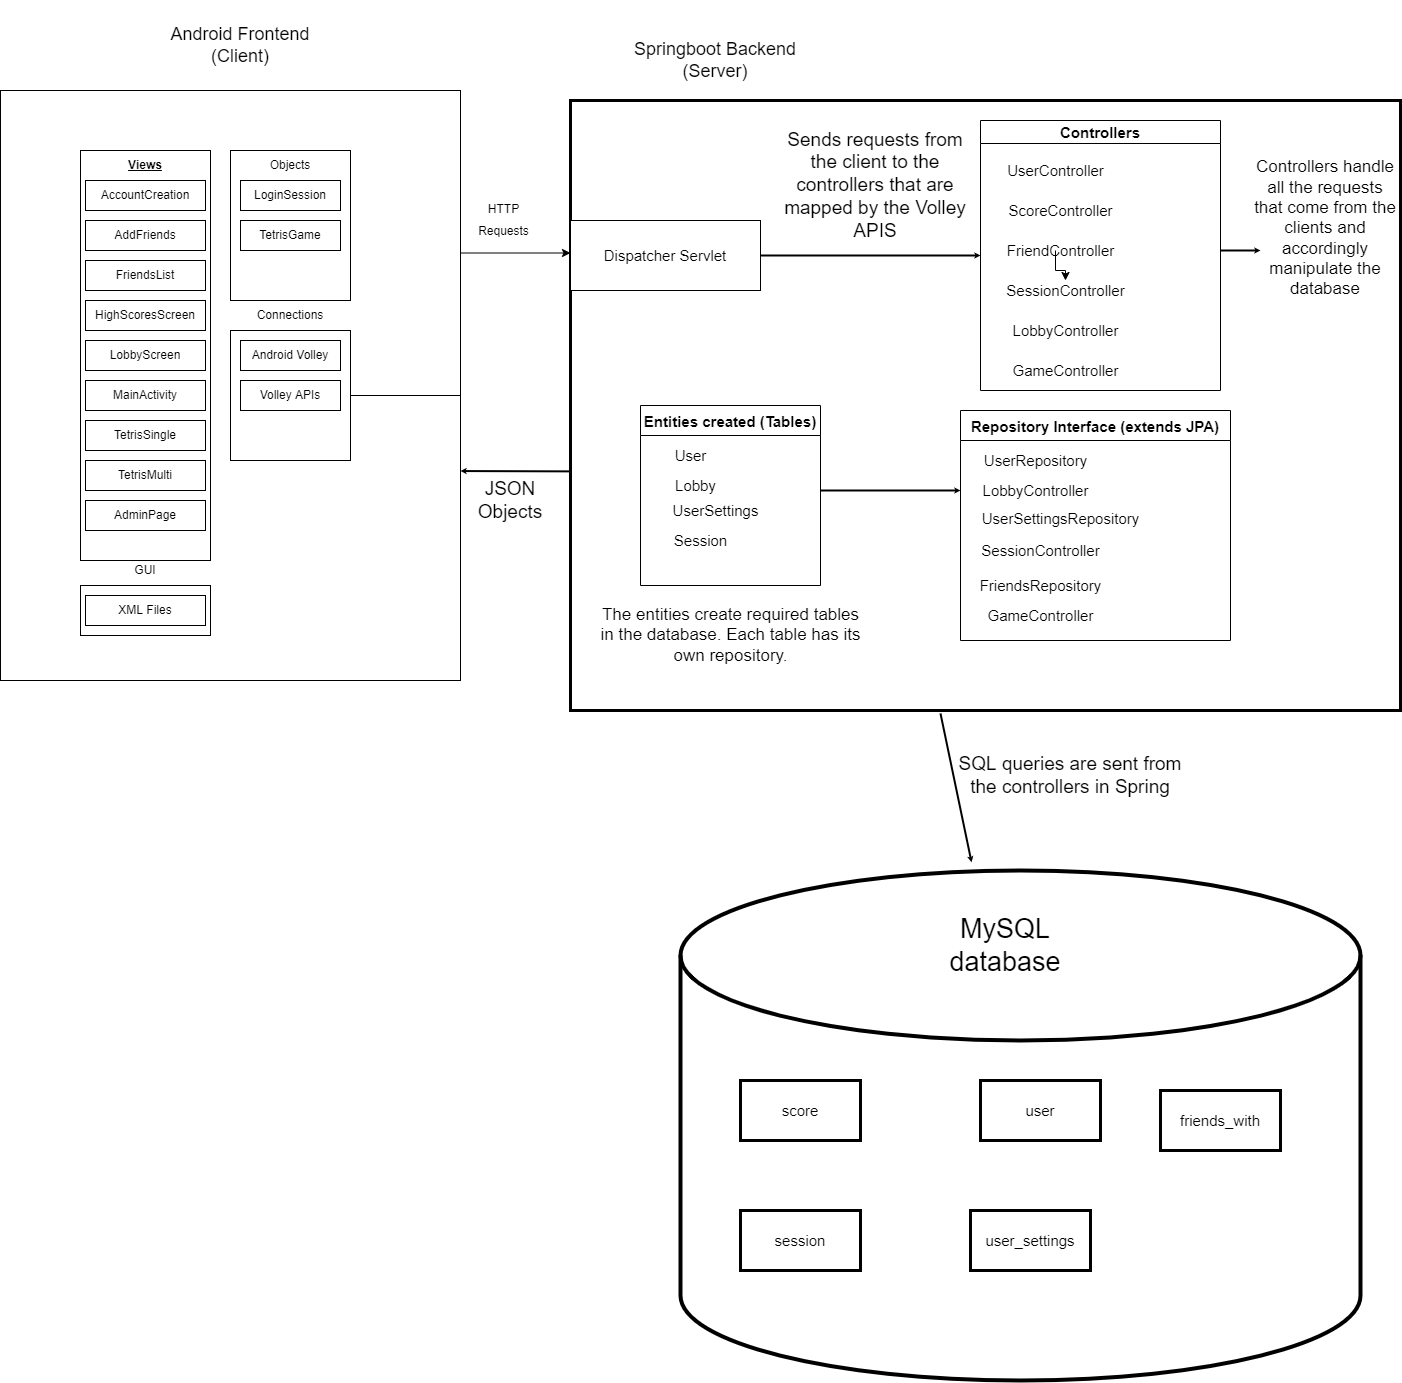 Android Frontend
(Client)
Springboot Backend
(Server)
Views
AccountCreation
AddFriends
FriendsList
HighScoresScreen
LobbyScreen
MainActivity
TetrisSingle
TetrisMulti
AdminPage
GUI
XML Files
Objects
LoginSession
TetrisGame
Connections
Android Volley
Volley APIs
HTTP
Requests
JSON
Objects
Dispatcher Servlet
Sends requests from
the client to the
controllers that are
mapped by the Volley
APIS
Controllers
UserController
ScoreController
FriendController
SessionController
LobbyController
GameController
Controllers handle
all the requests
that come from the
clients and
accordingly
manipulate the
database
Entities created (Tables)
User
Lobby
UserSettings
Session
The entities create required tables
in the database. Each table has its
own repository.
Repository Interface (extends JPA)
UserRepository
LobbyController
UserSettingsRepository
SessionController
FriendsRepository
GameController
SQL queries are sent from
the controllers in Spring
MySQL
database
score
user
friends_with
session
user_settings